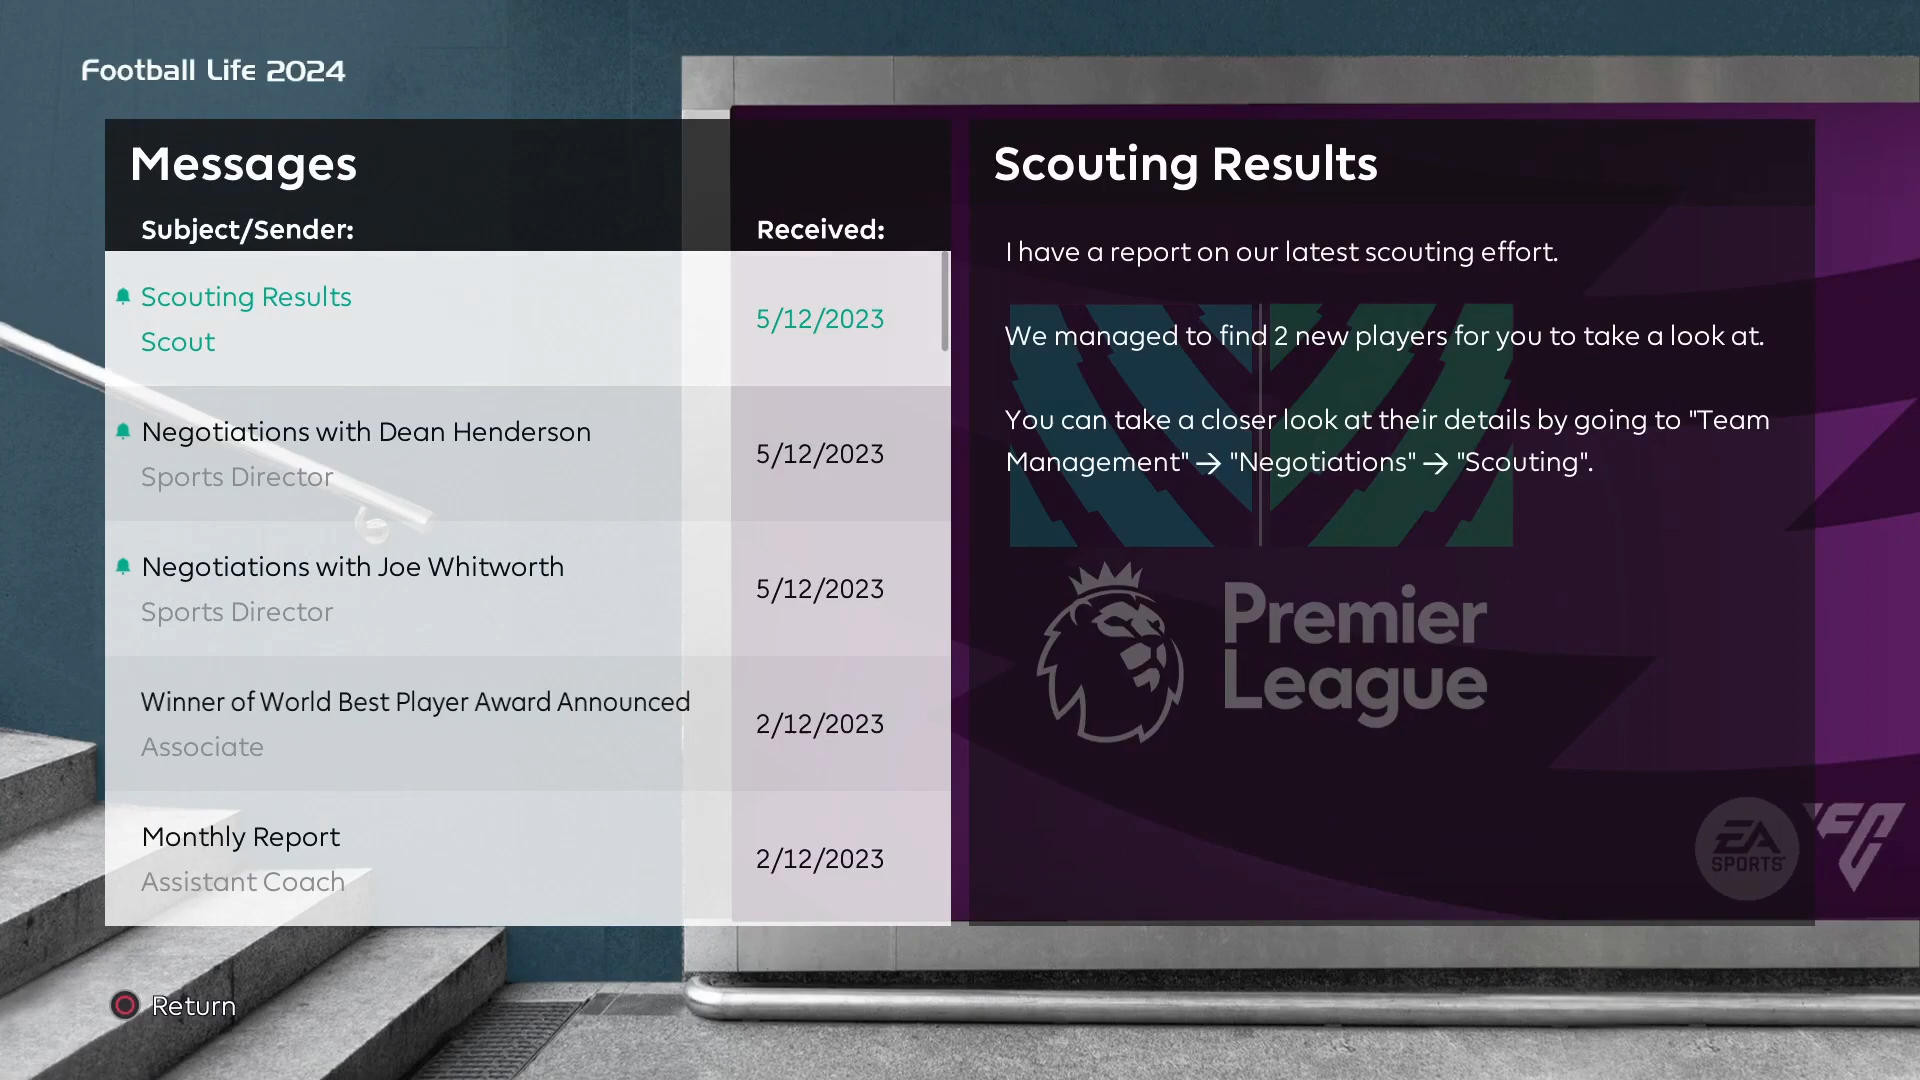 Football Life 2024
Messages
Subject/Sender:
Received:
Scouting Results
Scout
5/12/2023
Negotiations with Dean Henderson
Sports Director
5/12/2023
Negotiations with Joe Whitworth
Sports Director
5/12/2023
Winner of World Best Player Award Announced
Associate
2/12/2023
Monthly Report
Assistant Coach
2/12/2023
Return
Scouting Results
I have a report on our latest scouting effort.
We managed to find 2 new players for you to take a look at.
You can take a closer look at their details by going to "Team
Management" → "Negotiations" → "Scouting".
Premier
League
EA
SPORTS
FC